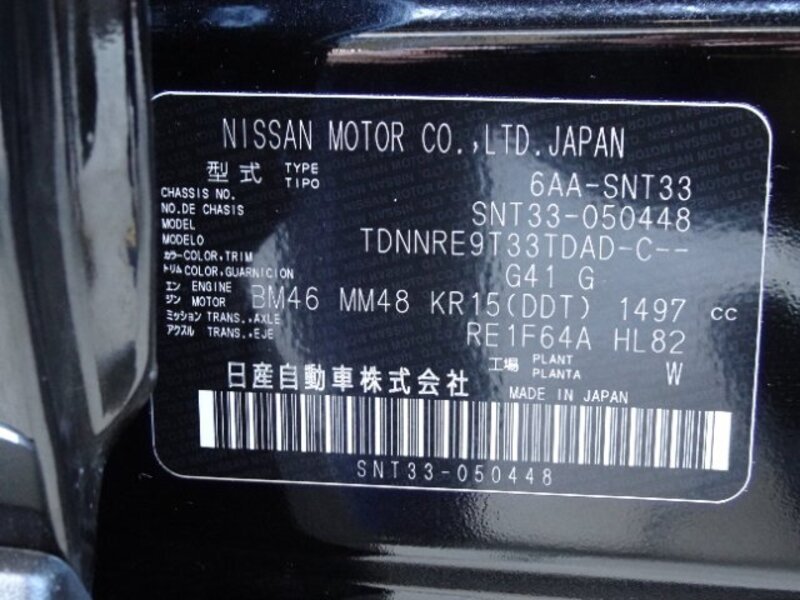 NISSAN MOTOR CO.,LTD.JAPAN
型式 TYPE TIPO 6AA-SNT33
CHASSIS NO.
NO.DE CHASIS SNT33-050448
MODEL
MODELO TDNNRE9T33TDAD-C--
カラー COLOR,TRIM
トリム COLOR,GUARNICION G41 G
エン ENGINE
ジン MOTOR BM46 MM48 KR15(DDT) 1497 cc
ミッション TRANS.,AXLE
アクスル TRANS.,EJE RE1F64A HL82
工場 PLANT PLANTA W
日産自動車株式会社 MADE IN JAPAN
SNT33-050448